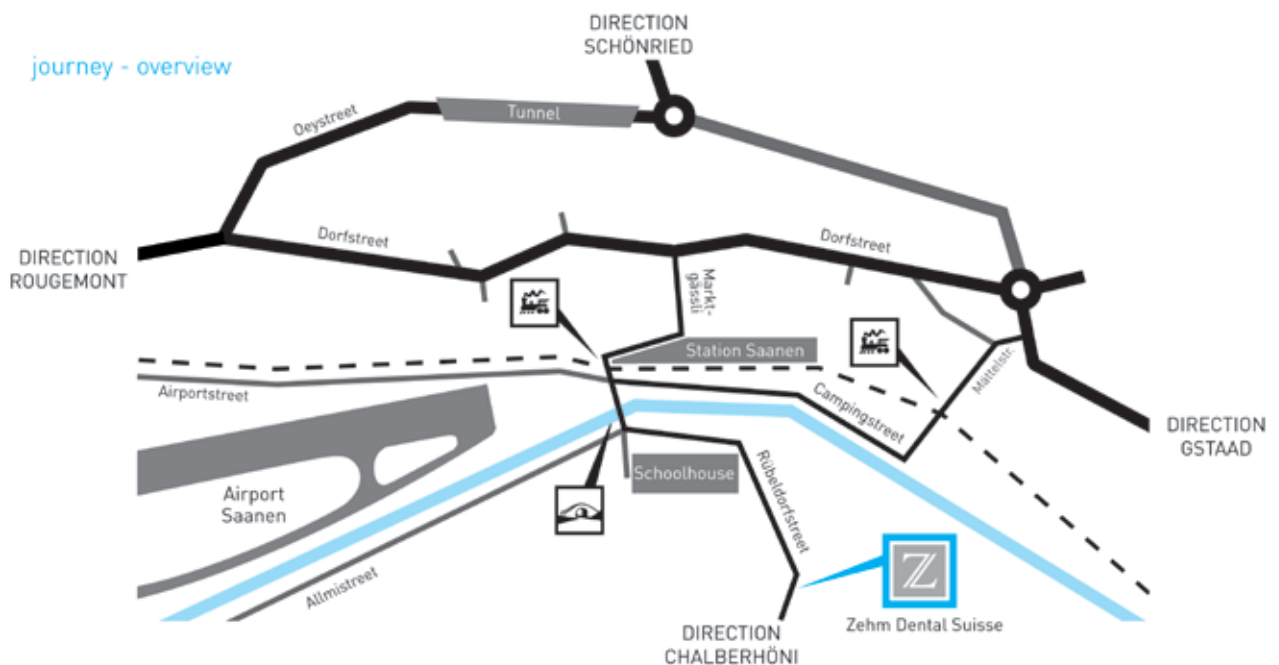 DIRECTION
SCHÖNRIED
journey - overview
Oeystreet
Tunnel
DIRECTION
ROUGEMONT
Dorfstreet
Dorfstreet
Markt-
gässli
Station Saanen
Mättelstr.
Airportstreet
Campingstreet
DIRECTION
GSTAAD
Airport
Saanen
Schoolhouse
Rübeldorfstreet
Allmistreet
Z
Zehm Dental Suisse
DIRECTION
CHALBERHÖNI